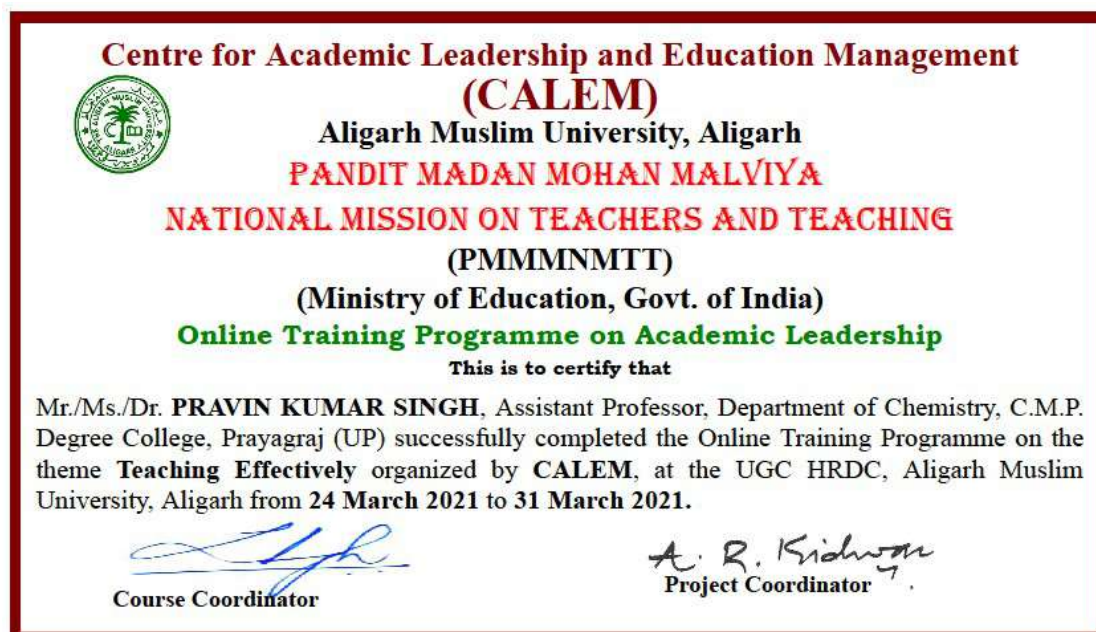 Centre for Academic Leadership and Education Management
(CALEM)
Aligarh Muslim University, Aligarh
PANDIT MADAN MOHAN MALVIYA
NATIONAL MISSION ON TEACHERS AND TEACHING
(PMMMNMTT)
(Ministry of Education, Govt. of India)
Online Training Programme on Academic Leadership
This is to certify that
Mr./Ms./Dr. PRAVIN KUMAR SINGH, Assistant Professor, Department of Chemistry, C.M.P.
Degree College, Prayagraj (UP) successfully completed the Online Training Programme on the
theme Teaching Effectively organized by CALEM, at the UGC HRDC, Aligarh Muslim
University, Aligarh from 24 March 2021 to 31 March 2021.
A. R. Kidwai
Course Coordinator
Project Coordinator